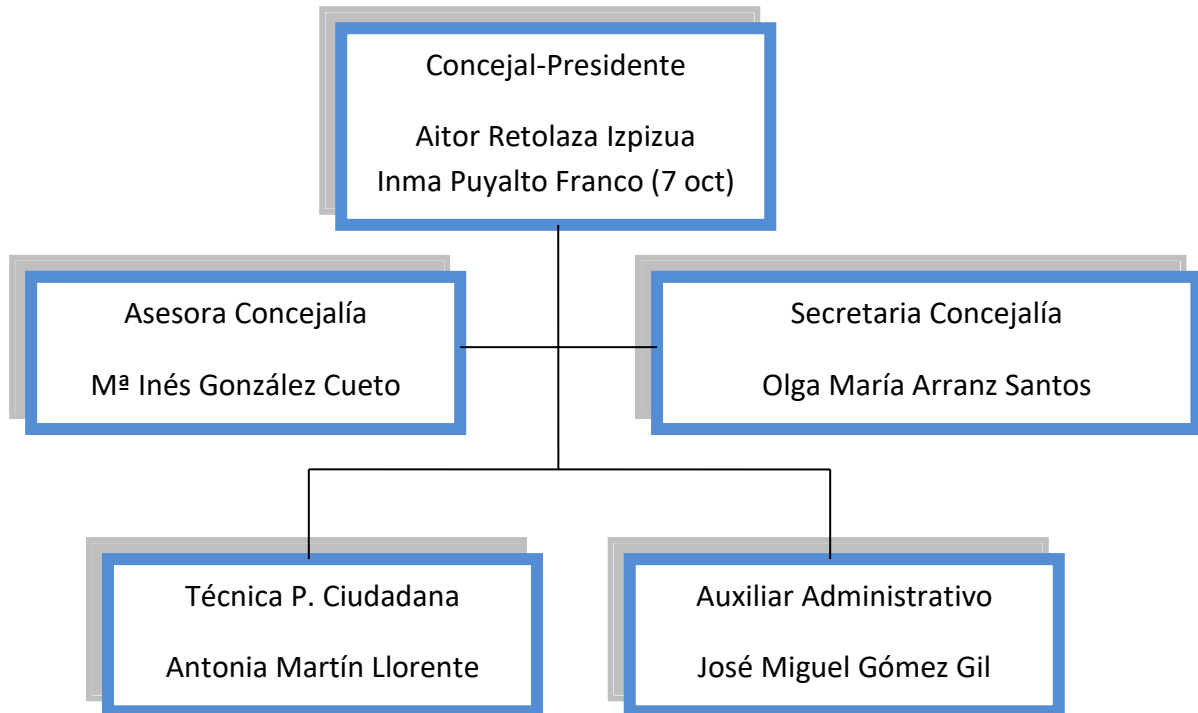 Concejal-Presidente
Aitor Retolaza Izpizua
Inma Puyalto Franco (7 oct)
Asesora Concejalía
Mª Inés González Cueto
Secretaria Concejalía
Olga María Arranz Santos
Técnica P. Ciudadana
Antonia Martín Llorente
Auxiliar Administrativo
José Miguel Gómez Gil